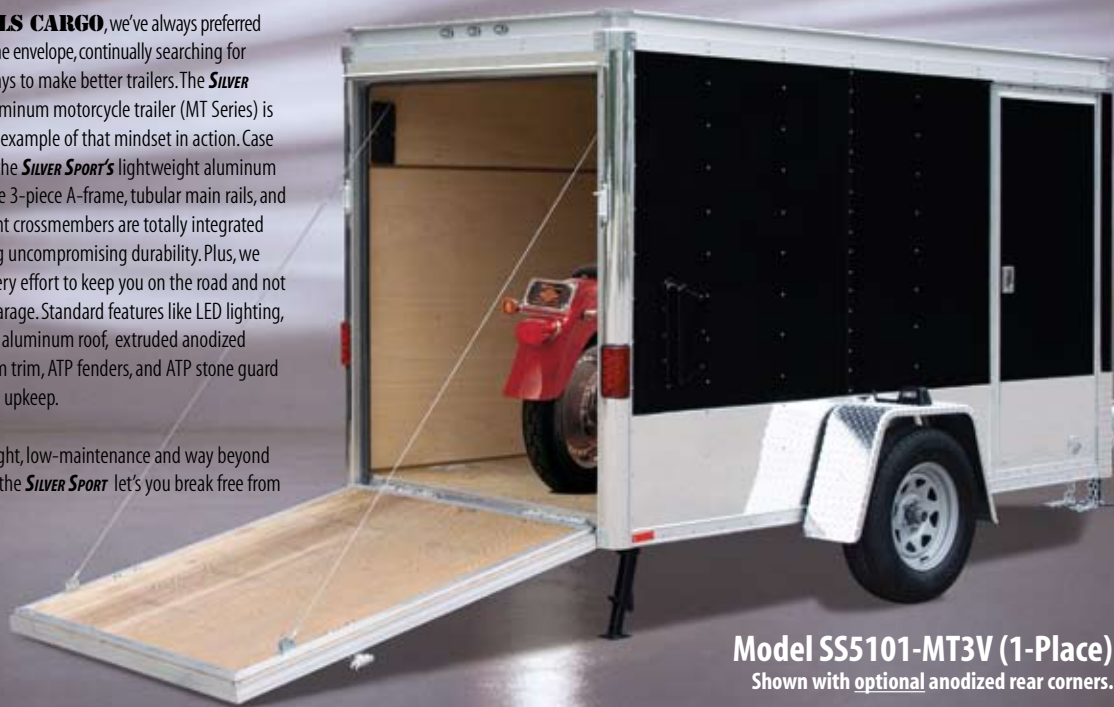 LS CARGO, we've always preferred
e envelope, continually searching for
ys to make better trailers. The SILVER
minum motorcycle trailer (MT Series) is
example of that mindset in action. Case
he SILVER SPORT's lightweight aluminum
e 3-piece A-frame, tubular main rails, and
nt crossmembers are totally integrated
g uncompromising durability. Plus, we
ery effort to keep you on the road and not
arage. Standard features like LED lighting,
aluminum roof, extruded anodized
m trim, ATP fenders, and ATP stone guard
upkeep.
ght, low-maintenance and way beyond
the SILVER SPORT let's you break free from
Model SS5101-MT3V (1-Place)
Shown with optional anodized rear corners.